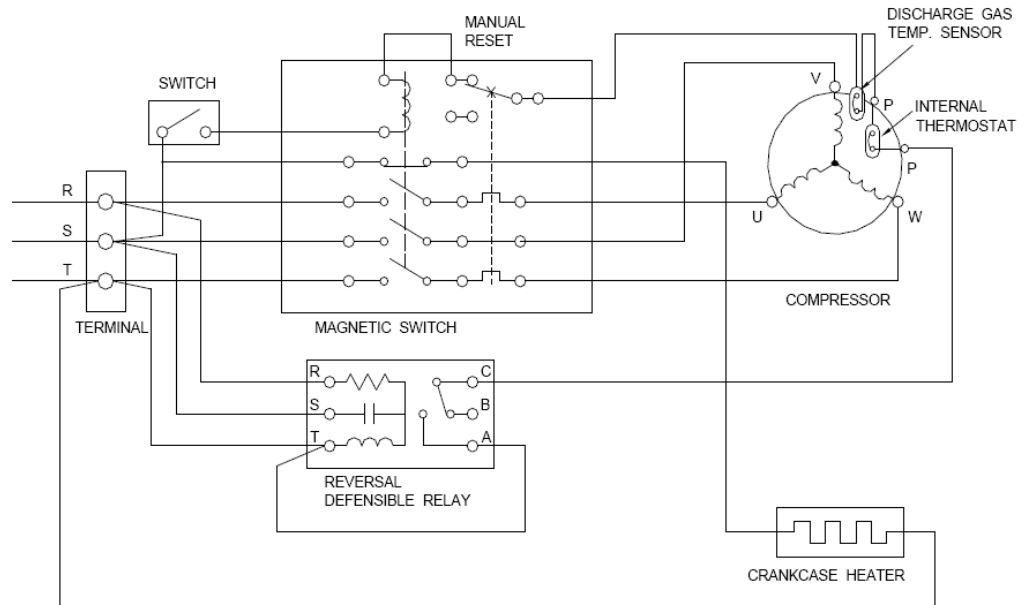 DISCHARGE GAS
TEMP. SENSOR
MANUAL
RESET
SWITCH
V
P
INTERNAL
THERMOSTAT
P
R
U
W
S
T
COMPRESSOR
TERMINAL
MAGNETIC SWITCH
R
C
S
B
T
A
REVERSAL
DEFENSIBLE RELAY
CRANKCASE HEATER